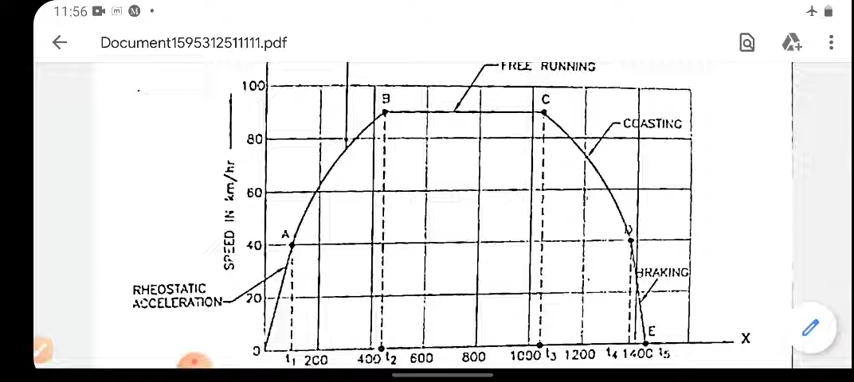 11:56
Document1595312511111.pdf
FREE RUNNING
100
B
C
COASTING
80
60
SPEED IN km/hr
A
40
D
BRAKING
RHEOSTATIC
ACCELERATION
20
E
X
0
t₁ 200 400 t₂ 600 800 1000 t₃ 1200 t₄ 1400 t₅